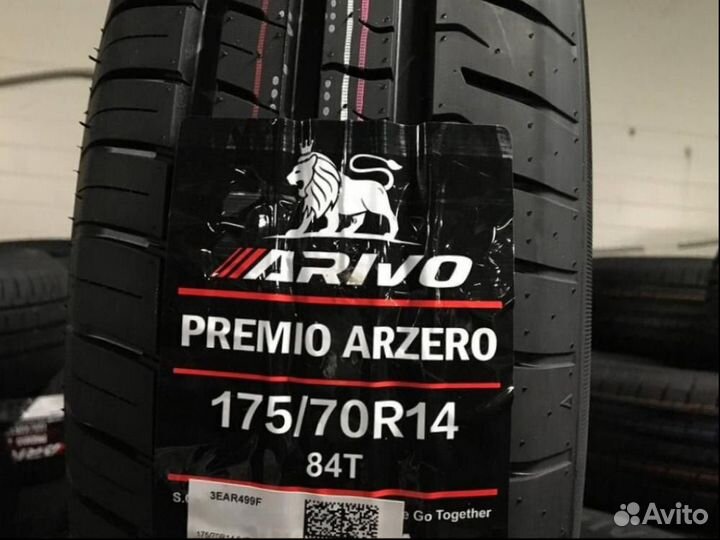 ARIVO
PREMIO ARZERO
175/70R14
84T
3EAR499F
Go Together
Avito